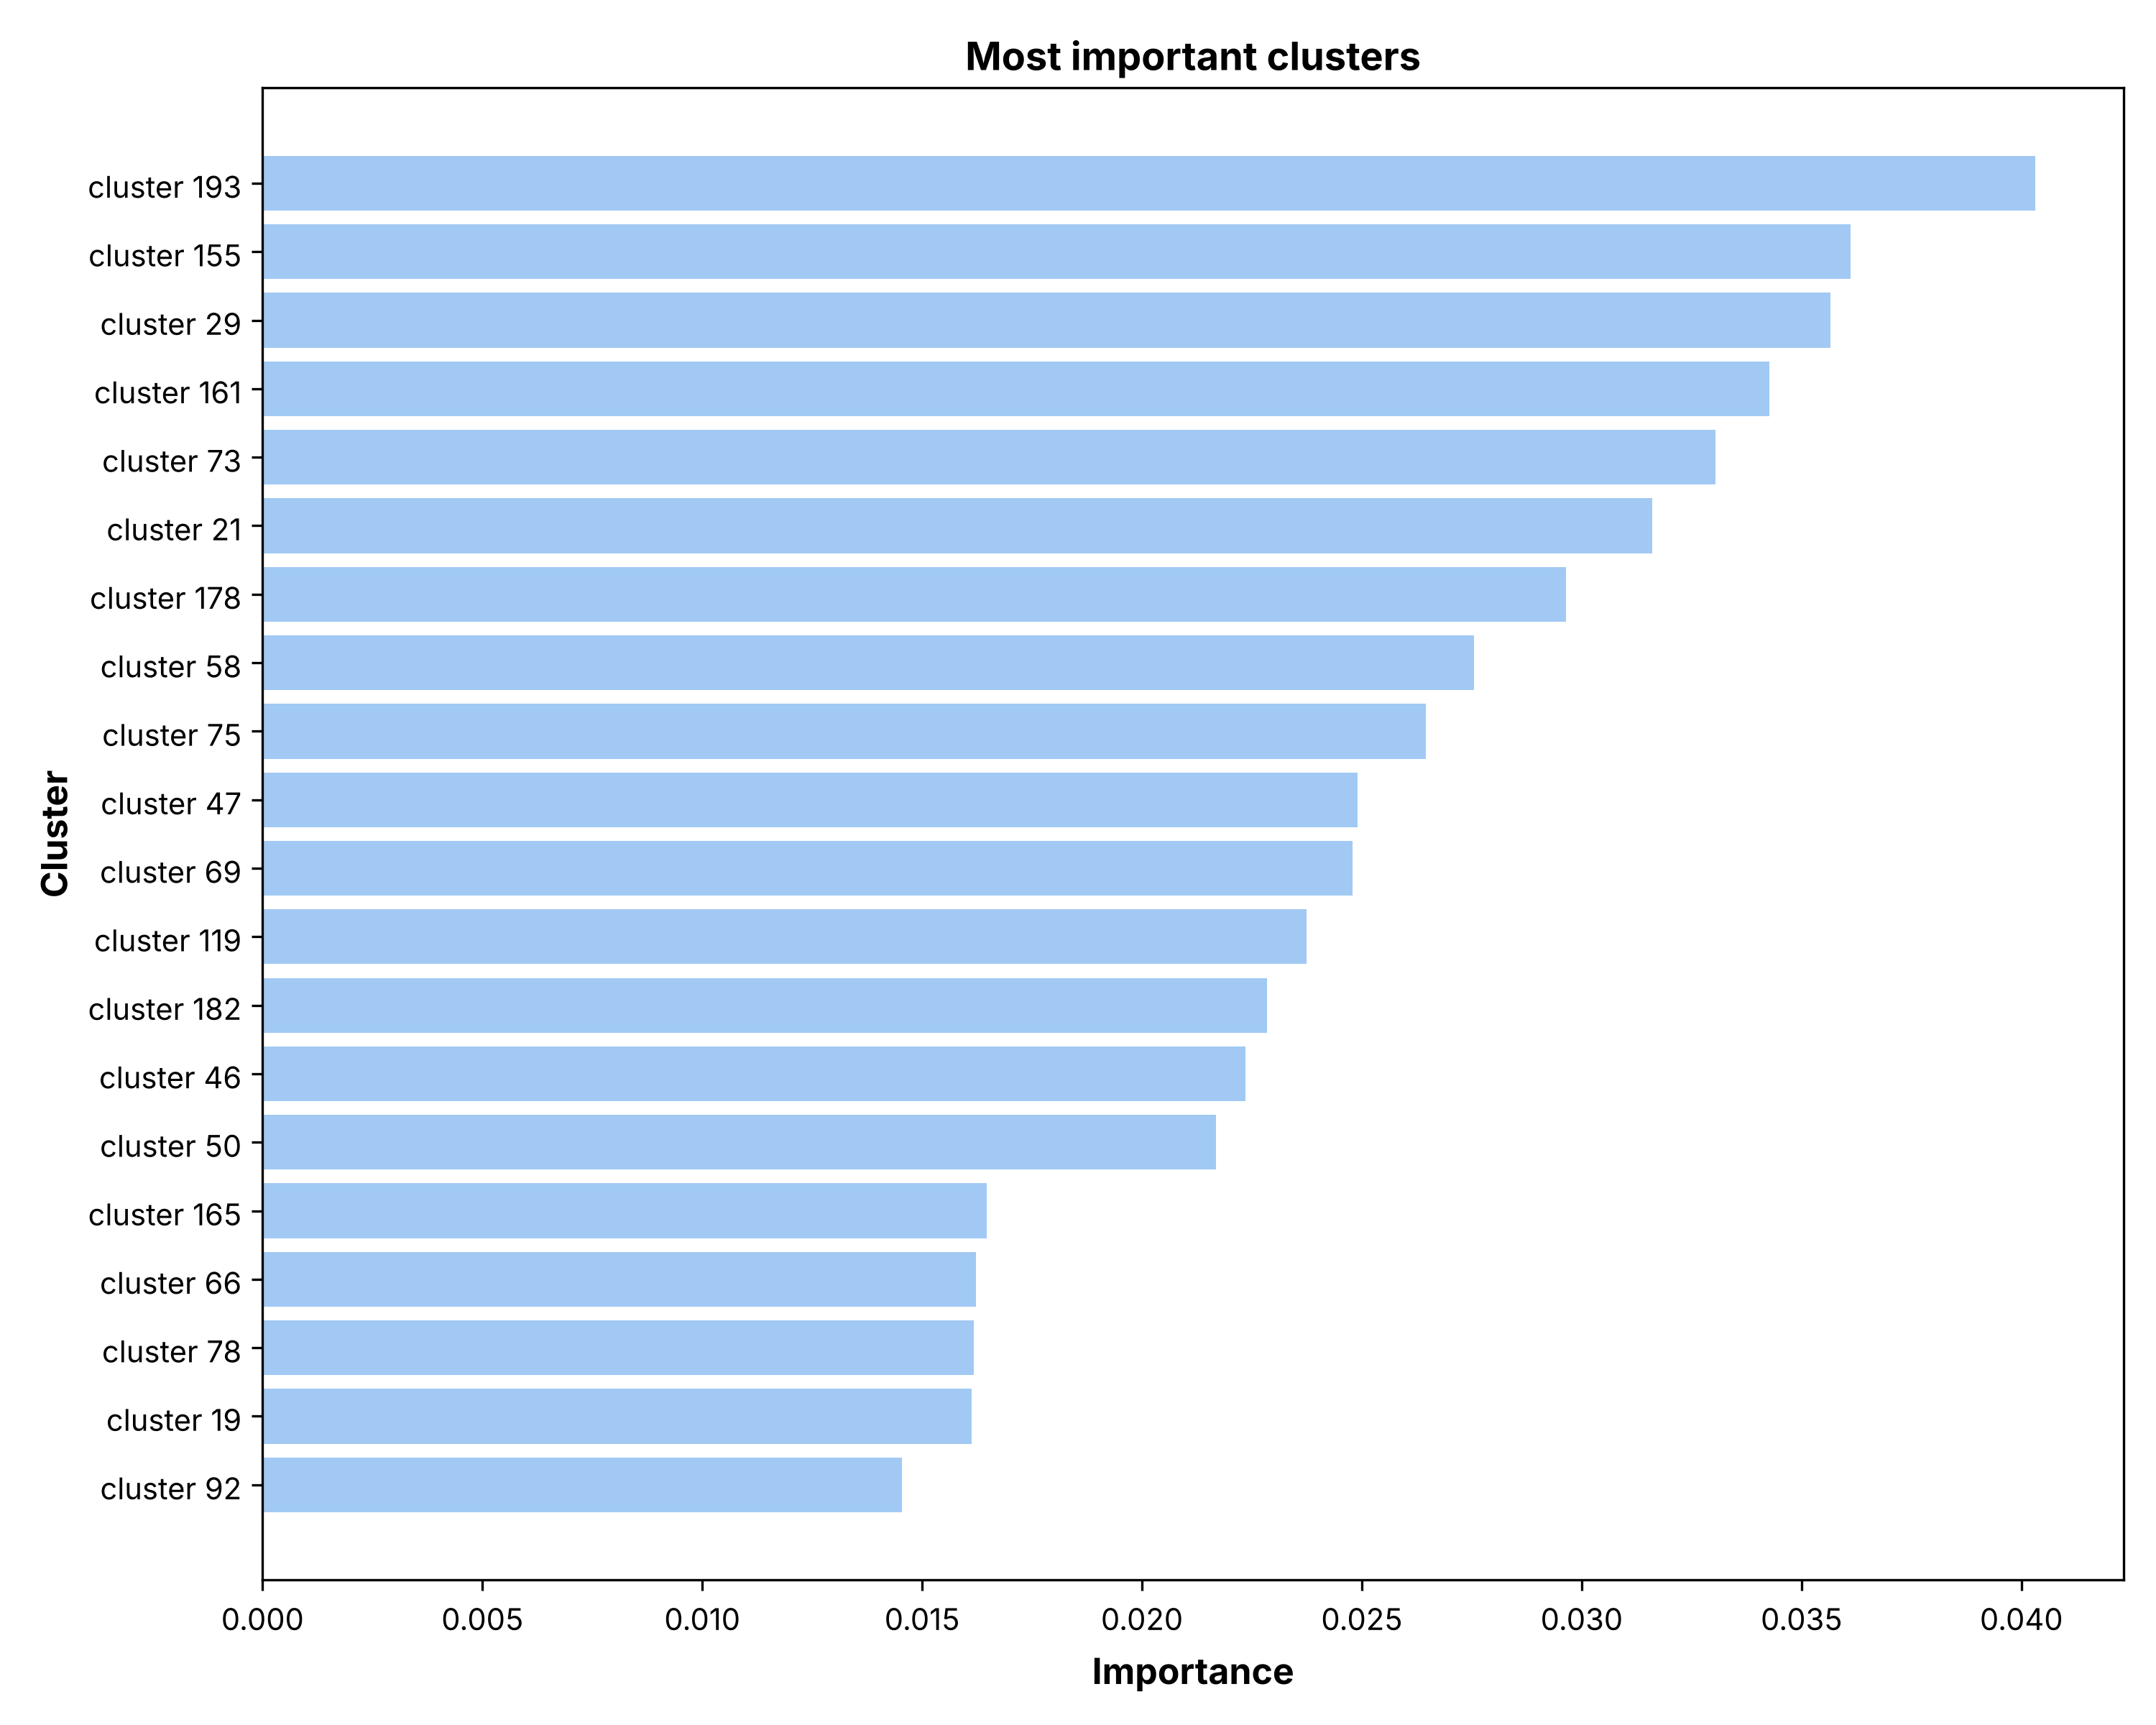 Most important clusters
Cluster
cluster 193
cluster 155
cluster 29
cluster 161
cluster 73
cluster 21
cluster 178
cluster 58
cluster 75
cluster 47
cluster 69
cluster 119
cluster 182
cluster 46
cluster 50
cluster 165
cluster 66
cluster 78
cluster 19
cluster 92
0.000 0.005 0.010 0.015 0.020 0.025 0.030 0.035 0.040
Importance